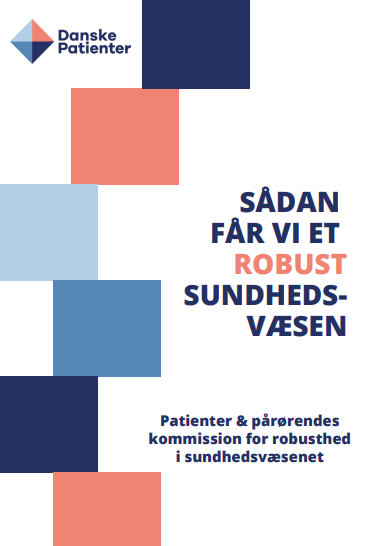 Danske
Patienter
SÅDAN
FÅR VI ET
ROBUST
SUNDHEDS-
VÆSEN
Patienter & pårørendes
kommission for robusthed
i sundhedsvæsenet